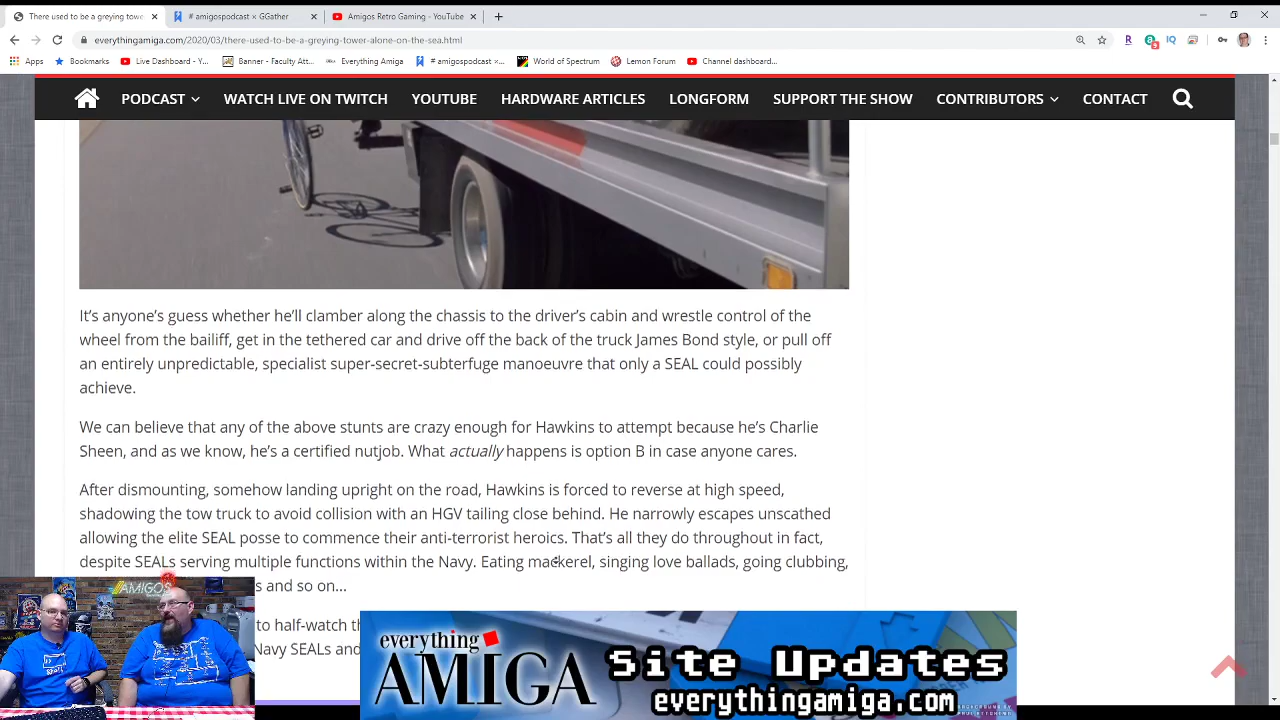 There used to be a greying towe
# amigospodcast × GGather
Amigos Retro Gaming - YouTube
everythingamiga.com/2020/03/there-used-to-be-a-greying-tower-alone-on-the-sea.html
Apps
Bookmarks
Live Dashboard - Y...
Banner - Faculty Att...
Everything Amiga
# amigospodcast ×...
World of Spectrum
Lemon Forum
Channel dashboard...
PODCAST
WATCH LIVE ON TWITCH
YOUTUBE
HARDWARE ARTICLES
LONGFORM
SUPPORT THE SHOW
CONTRIBUTORS
CONTACT
It's anyone's guess whether he'll clamber along the chassis to the driver's cabin and wrestle control of the
wheel from the bailiff, get in the tethered car and drive off the back of the truck James Bond style, or pull off
an entirely unpredictable, specialist super-secret-subterfuge manoeuvre that only a SEAL could possibly
achieve.
We can believe that any of the above stunts are crazy enough for Hawkins to attempt because he's Charlie
Sheen, and as we know, he's a certified nutjob. What actually happens is option B in case anyone cares.
After dismounting, somehow landing upright on the road, Hawkins is forced to reverse at high speed,
shadowing the tow truck to avoid collision with an HGV tailing close behind. He narrowly escapes unscathed
allowing the elite SEAL posse to commence their anti-terrorist heroics. That's all they do throughout in fact,
despite SEALs serving multiple functions within the Navy. Eating mackerel, singing love ballads, going clubbing,
s and so on...
to half-watch th
Navy SEALs and
AMIGOS
everything
AMIGA
Site Updates
everythingamiga.com